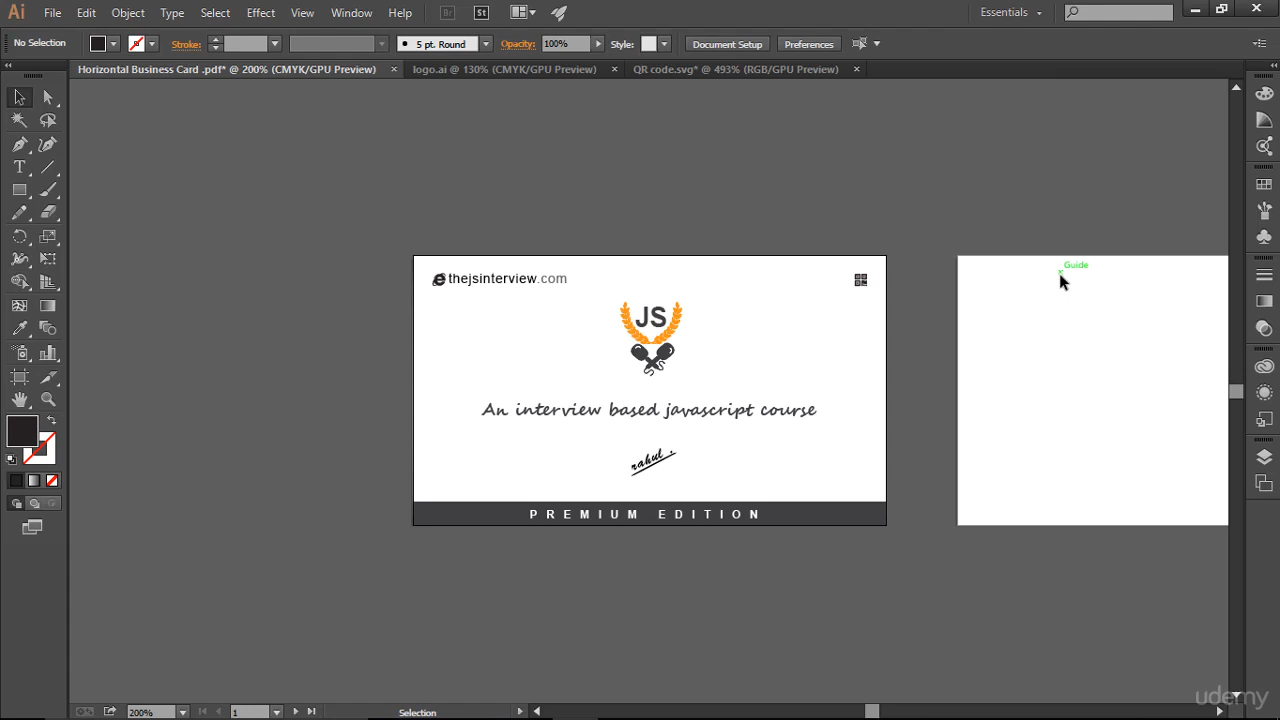 Ai File Edit Object Type Select Effect View Window Help Br St Essentials
No Selection Stroke: 5 pt. Round Opacity: 100% Style: Document Setup Preferences
Horizontal Business Card .pdf* @ 200% (CMYK/GPU Preview) logo.ai @ 130% (CMYK/GPU Preview) QR code.svg* @ 493% (RGB/GPU Preview)
Guide
thejsinterview.com
JS
An interview based javascript course
rahul .
PREMIUM EDITION
udemy
200% 1 Selection